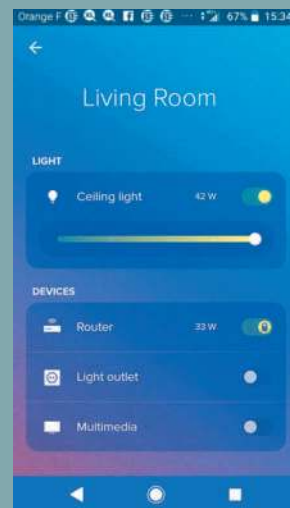 Orange F 67% 15:34
Living Room
LIGHT
Ceiling light 42 W
DEVICES
Router 33 W
Light outlet
Multimedia